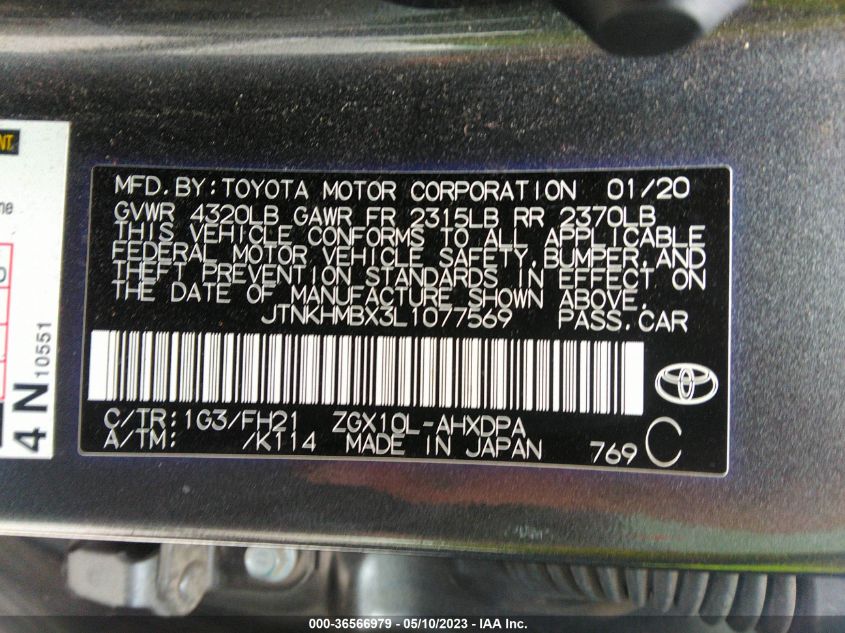 MFD. BY: TOYOTA MOTOR CORPORATION 01/20
GVWR 4320LB GAWR FR 2315LB RR 2370LB
THIS VEHICLE CONFORMS TO ALL APPLICABLE
FEDERAL MOTOR VEHICLE SAFETY, BUMPER, AND
THEFT PREVENTION STANDARDS IN EFFECT ON
THE DATE OF MANUFACTURE SHOWN ABOVE.
JTNKHMBX3L1077569 PASS. CAR
C/TR: 1G3/FH21 ZGX10L-AHXDPA
A/TM: /K114 MADE IN JAPAN 769 C
4N 10551
000-36566979 - 05/10/2023 - IAA Inc.